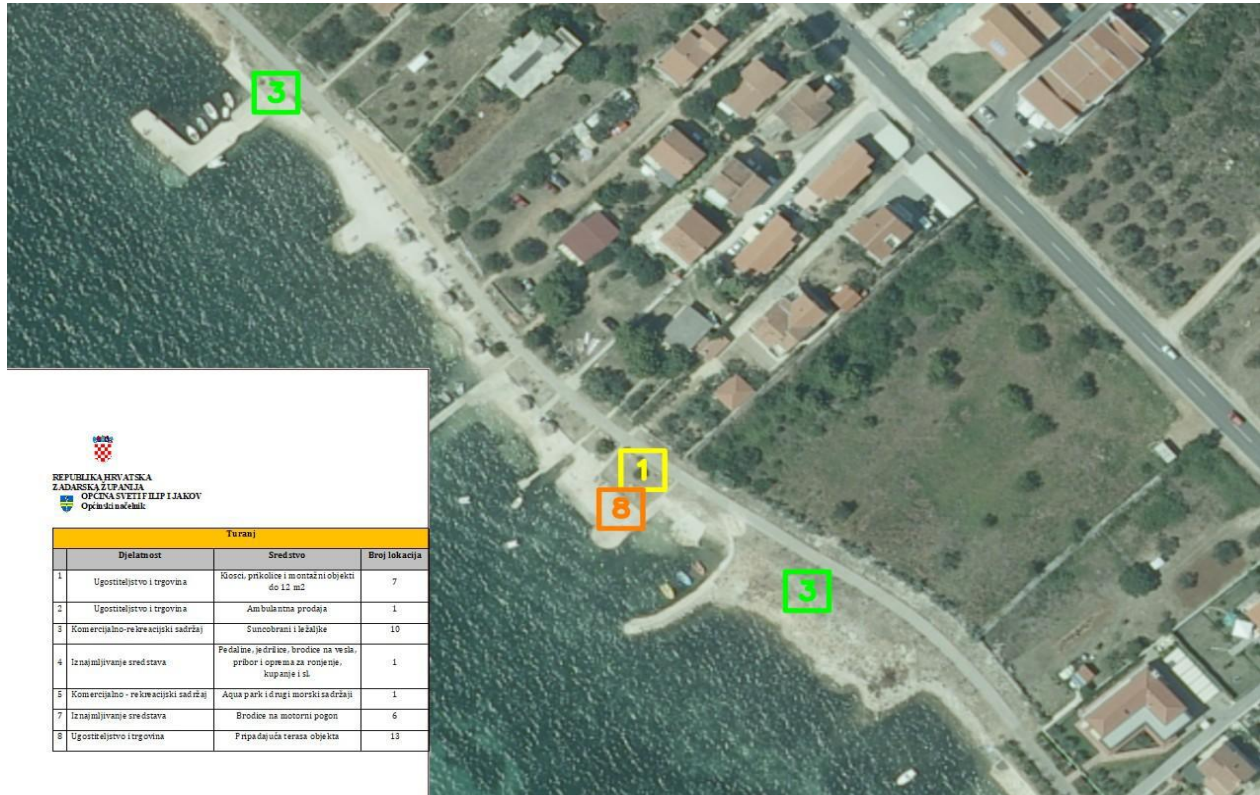 3
1
8
3
REPUBLIKA HRVATSKA
ZADARSKA ŽUPANIJA
OPĆINA SVETI FILIP I JAKOV
Općinski načelnik
Turanj
Djelatnost Sredstvo Broj lokacija
1 Ugostiteljstvo i trgovina Kiosci, prikolice i montažni objekti do 12 m2 7
2 Ugostiteljstvo i trgovina Ambulantna prodaja 1
3 Komercijalno-rekreacijski sadržaj Suncobrani i ležaljke 10
4 Iznajmljivanje sredstava Pedaline, jedrilice, brodice na vesla, pribor i oprema za ronjenje, kupanje i sl. 1
5 Komercijalno - rekreacijski sadržaj Aqua park i drugi morski sadržaji 1
7 Iznajmljivanje sredstava Brodice na motorni pogon 6
8 Ugostiteljstvo i trgovina Pripadajuća terasa objekta 13